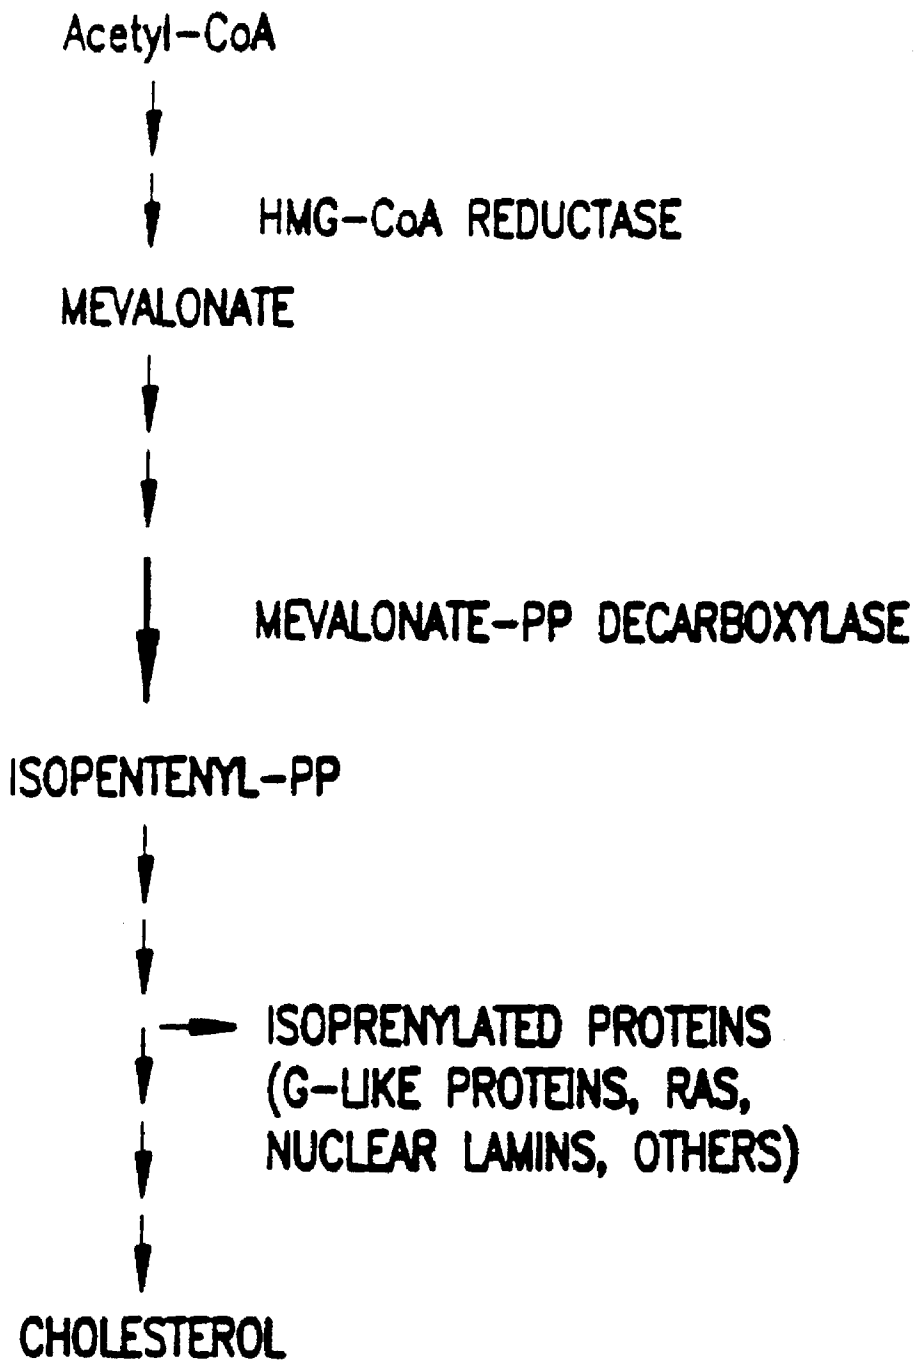 Acetyl-CoA
HMG-CoA REDUCTASE
MEVALONATE
MEVALONATE-PP DECARBOXYLASE
ISOPENTENYL-PP
ISOPRENYLATED PROTEINS
(G-LIKE PROTEINS, RAS,
NUCLEAR LAMINS, OTHERS)
CHOLESTEROL